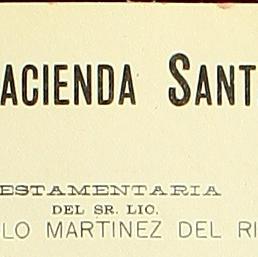 ACIENDA SANT
ESTAMENTARIA
DEL SR. LIC.
LO MARTINEZ DEL RI